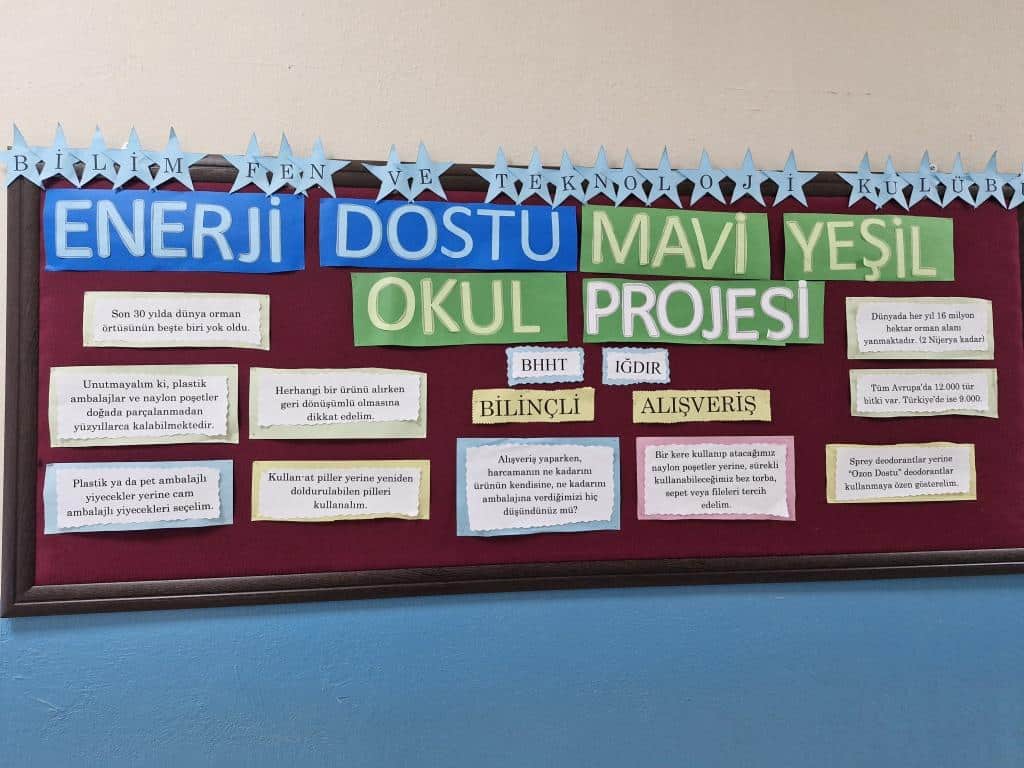 BİLİM FEN VE TEKNOLOJİ KULÜB
ENERJİ DOSTU MAVİ YEŞİL
OKUL PROJESİ
Son 30 yılda dünya orman
örtüsünün beşte biri yok oldu.
Unutmayalım ki, plastik
ambalajlar ve naylon poşetler
doğada parçalanmadan
yüzyıllarca kalabilmektedir.
Herhangi bir ürünü alırken
geri dönüşümlü olmasına
dikkat edelim.
Plastik ya da pet ambalajlı
yiyecekler yerine cam
ambalajlı yiyecekleri seçelim.
Kullan-at piller yerine yeniden
doldurulabilen pilleri
kullanalım.
BHHT IĞDIR
BİLİNÇLİ ALIŞVERİŞ
Alışveriş yaparken,
harcamanın ne kadarını
ürünün kendisine, ne kadarını
ambalajına verdiğimizi hiç
düşündünüz mü?
Bir kere kullanıp atacağımız
naylon poşetler yerine, sürekli
kullanabileceğimiz bez torba,
sepet veya fileleri tercih
edelim.
Dünyada her yıl 16 milyon
hektar orman alanı
yanmaktadır. (2 Nijerya kadar)
Tüm Avrupa'da 12.000 tür
bitki var. Türkiye'de ise 9.000.
Sprey deodorantlar yerine
"Ozon Dostu" deodorantlar
kullanmaya özen gösterelim.